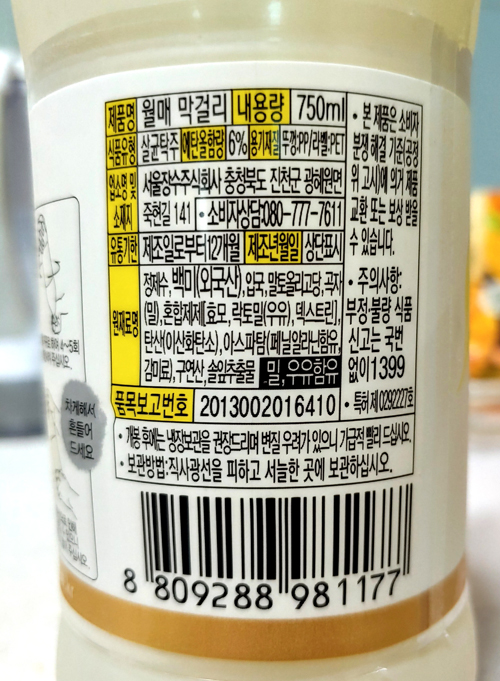 제품명 월매 막걸리 내용량 750ml
식품유형 살균탁주 에탄올함량 6% 용기재질 뚜껑:PP/라벨:PET
업소명 및 소재지 서울장수주식회사 충청북도 진천군 광혜원면
죽현길 141 • 소비자상담:080-777-7611
유통기한 제조일로부터12개월 제조년월일 상단표시
원재료명 정제수, 백미(외국산), 입국, 말토올리고당, 곡자
(밀), 혼합제제[효모, 락토밀(우유), 덱스트린],
탄산(이산화탄소), 아스파탐(페닐알라닌함유),
감미료), 구연산, 솔잎추출물 밀, 우유함유
품목보고번호 2013002016410
• 본 제품은 소비자
분쟁 해결 기준(공정
위 고시)에 의거 제품
교환 또는 보상 받을
수 있습니다.
• 주의사항:
부정·불량 식품
신고는 국번
없이1399
• 특허 제0292227호
• 개봉 후에는 냉장보관을 권장드리며 변질 우려가 있으니 가급적 빨리 드십시오.
• 보관방법:직사광선을 피하고 서늘한 곳에 보관하십시오.
8 809288 981177
차게해서
흔들어
드세요